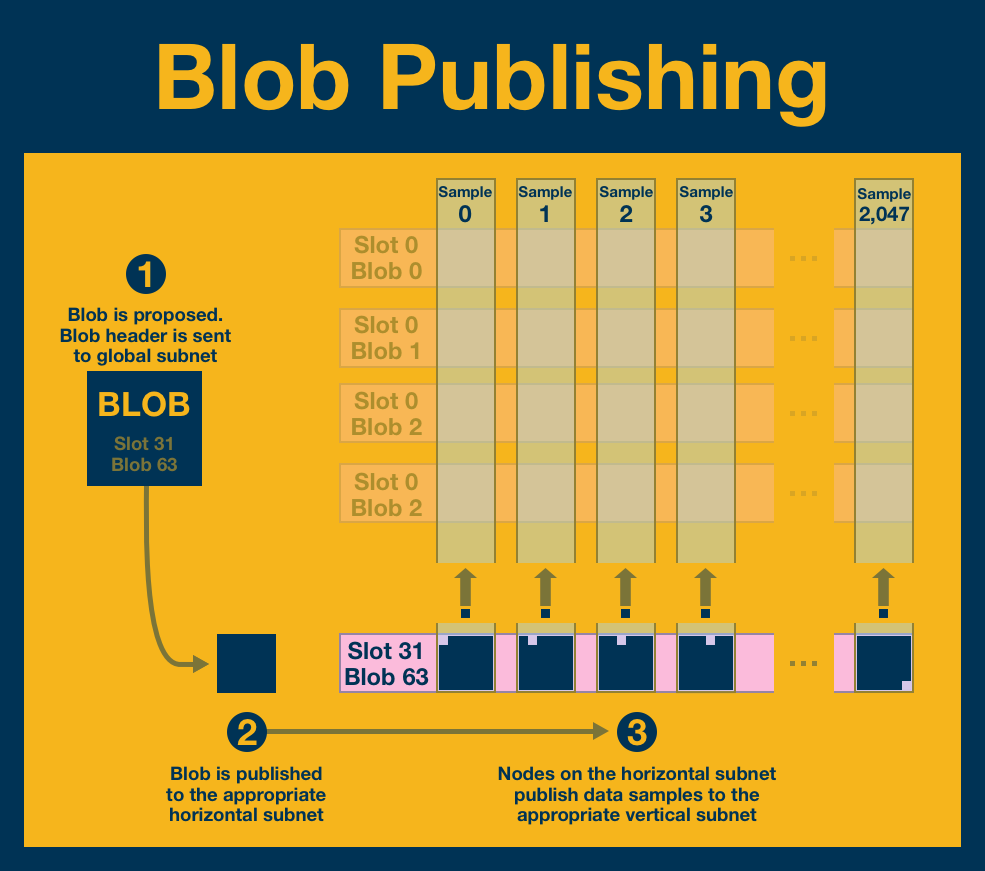 Blob Publishing
Sample
0
Sample
1
Sample
2
Sample
3
Sample
2,047
Slot 0
Blob 0
...
Slot 0
Blob 1
...
Slot 0
Blob 2
...
Slot 0
Blob 2
...
1
Blob is proposed.
Blob header is sent
to global subnet
BLOB
Slot 31
Blob 63
Slot 31
Blob 63
...
2
Blob is published
to the appropriate
horizontal subnet
3
Nodes on the horizontal subnet
publish data samples to the
appropriate vertical subnet